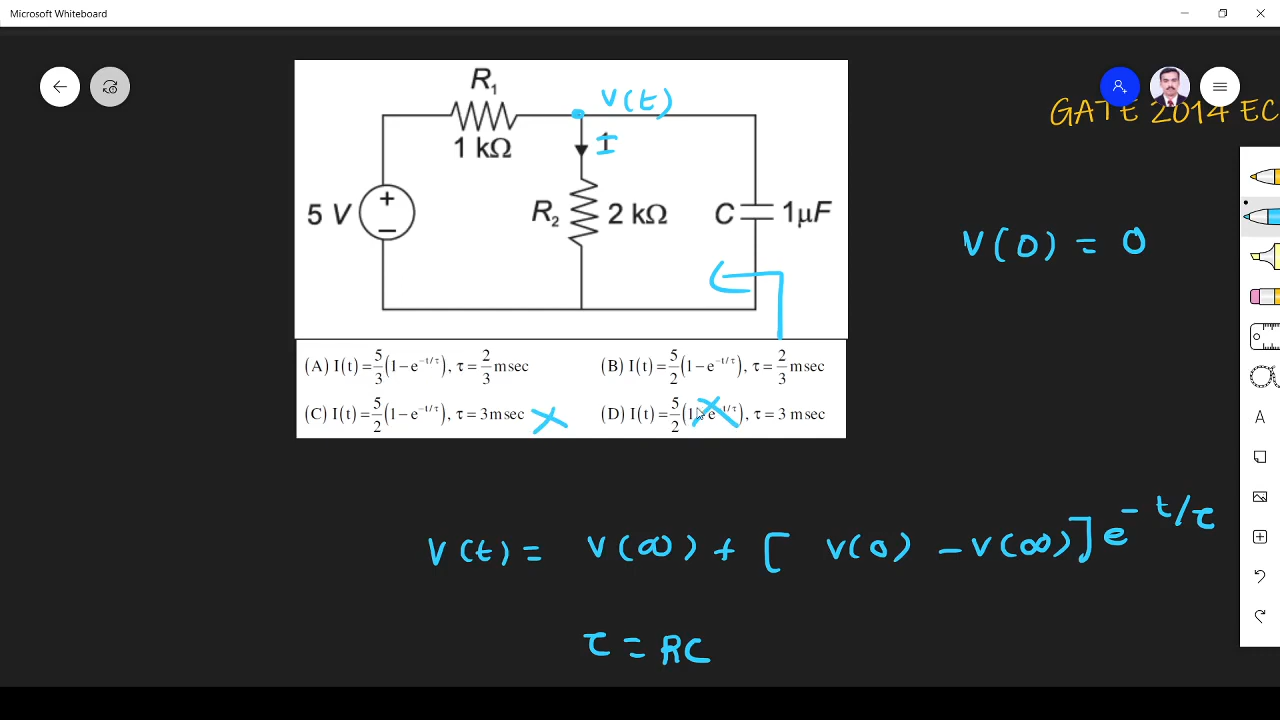 Microsoft Whiteboard
GATE 2014 EC
R₁
1 kΩ
V(t)
I
5 V
R₂
2 kΩ
C
1μF
V(0) = 0
(A) I(t) = 5/3 (1 − e^(−t/τ)), τ = 2/3 msec
(B) I(t) = 5/2 (1 − e^(−t/τ)), τ = 2/3 msec
(C) I(t) = 5/2 (1 − e^(−t/τ)), τ = 3 msec
(D) I(t) = 5/2 (1 − e^(−t/τ)), τ = 3 msec
V(t) = V(∞) + [ V(0) − V(∞) ] e^(− t/τ)
τ = RC